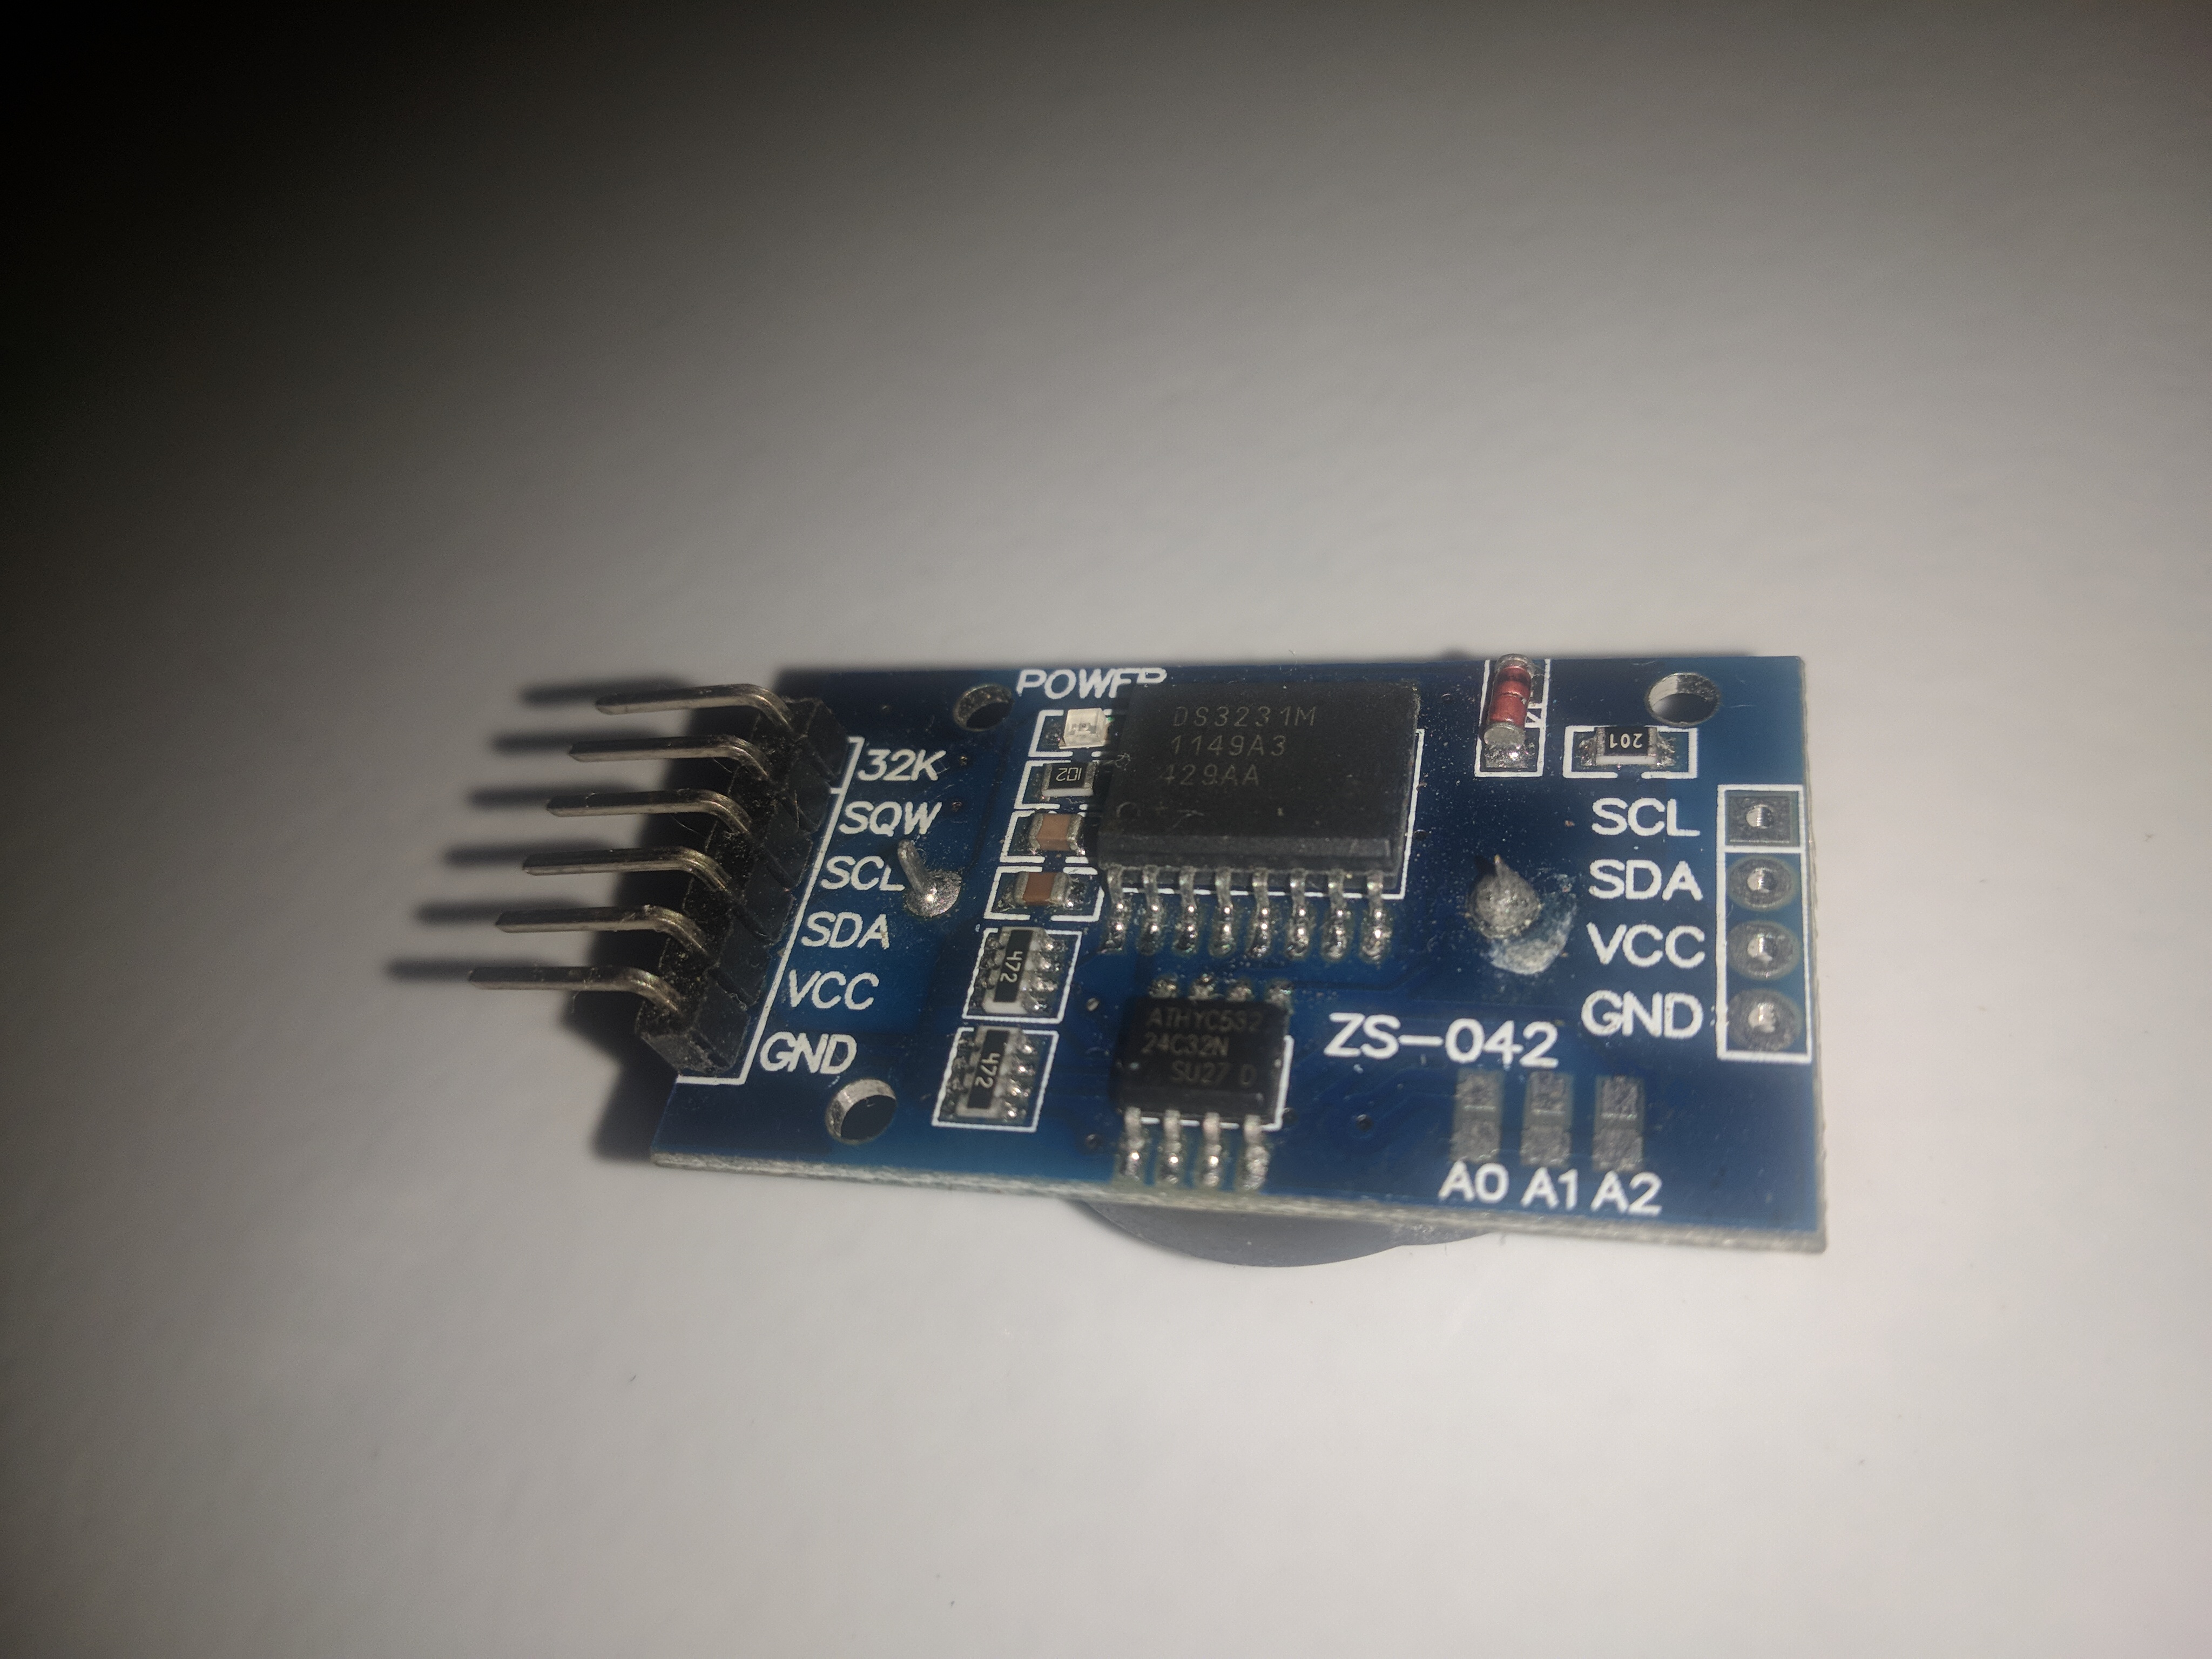 POWER
32K
SQW
SCL
SDA
VCC
GND
102
472
472
DS3231M
1149A3
429AA
ATHYC532
24C32N
SU27 D
201
SCL
SDA
VCC
GND
ZS-042
A0 A1 A2